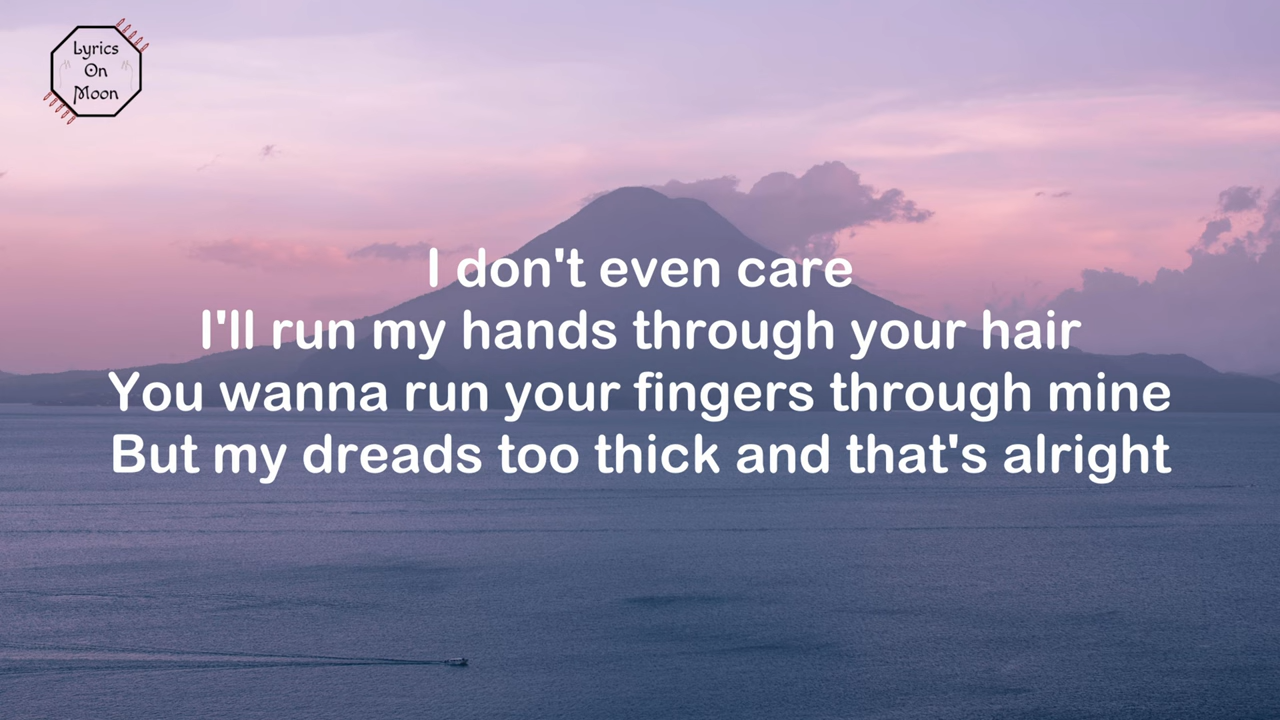 Lyrics
On
Moon
I don't even care
I'll run my hands through your hair
You wanna run your fingers through mine
But my dreads too thick and that's alright